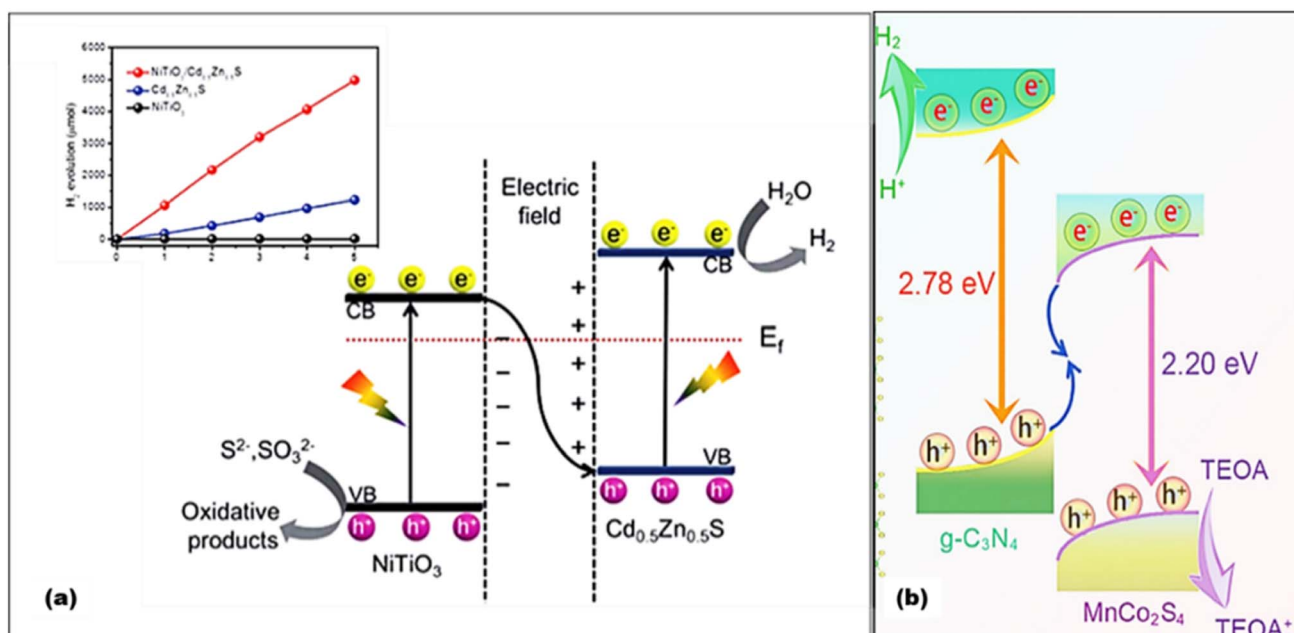 6000
5000
4000
3000
2000
1000
0
H₂ evolution (μmol)
NiTiO₃/Cd₀.₅Zn₀.₅S
Cd₀.₅Zn₀.₅S
NiTiO₃
0 1 2 3 4 5
Electric
field
H₂O
H₂
e⁻ e⁻ e⁻
CB
e⁻ e⁻ e⁻
CB
+
+
+
+
+
−
−
−
−
−
E_f
S²⁻,SO₃²⁻
Oxidative
products
VB
h⁺ h⁺ h⁺
NiTiO₃
VB
h⁺ h⁺ h⁺
Cd₀.₅Zn₀.₅S
(a)
H₂
H⁺
e⁻ e⁻ e⁻
e⁻ e⁻ e⁻
2.78 eV
2.20 eV
h⁺ h⁺ h⁺
g-C₃N₄
h⁺ h⁺ h⁺
TEOA
MnCo₂S₄
TEOA⁺
(b)